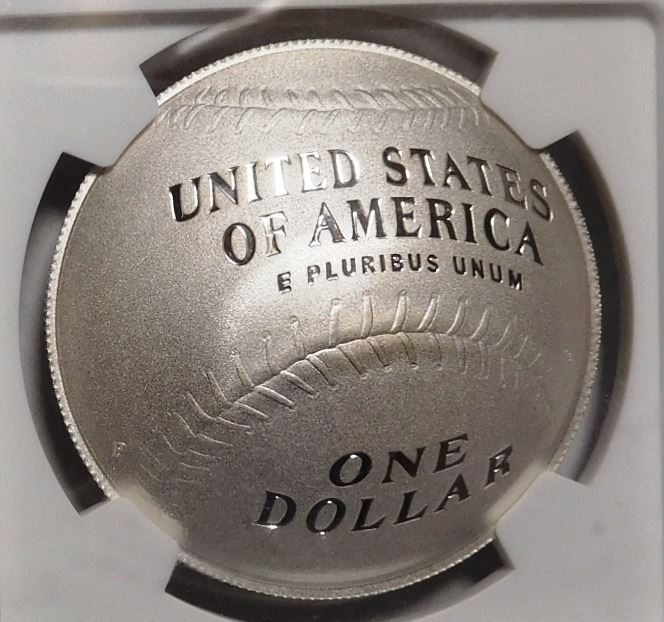 UNITED STATES
OF AMERICA
E PLURIBUS UNUM
P
ONE
DOLLAR